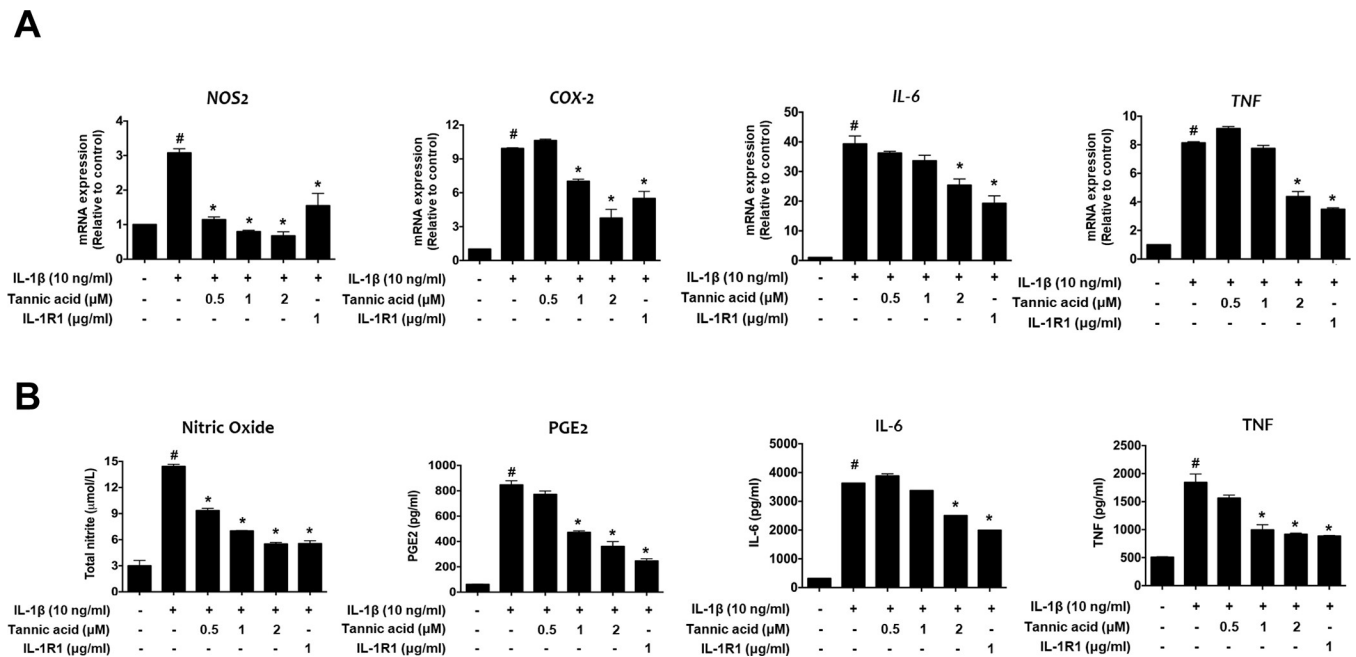 A
NOS2
mRNA expression
(Relative to control)
4
3
2
1
0
#
*
*
*
*
IL-1β (10 ng/ml) - + + + + +
Tannic acid (μM) - - 0.5 1 2 -
IL-1R1 (μg/ml) - - - - - 1
COX-2
mRNA expression
(Relative to control)
12
9
6
3
0
#
*
*
*
IL-1β (10 ng/ml) - + + + + +
Tannic acid (μM) - - 0.5 1 2 -
IL-1R1 (μg/ml) - - - - - 1
IL-6
mRNA expression
(Relative to control)
50
40
30
20
10
0
#
*
*
IL-1β (10 ng/ml) - + + + + +
Tannic acid (μM) - - 0.5 1 2 -
IL-1R1 (μg/ml) - - - - - 1
TNF
mRNA expression
(Relative to control)
10
8
6
4
2
0
#
*
*
IL-1β (10 ng/ml) - + + + + +
Tannic acid (μM) - - 0.5 1 2 -
IL-1R1 (μg/ml) - - - - - 1
B
Nitric Oxide
Total nitrite (μmol/L)
15
12
9
6
3
0
#
*
*
*
*
IL-1β (10 ng/ml) - + + + + +
Tannic acid (μM) - - 0.5 1 2 -
IL-1R1 (μg/ml) - - - - - 1
PGE2
PGE2 (pg/ml)
1000
800
600
400
200
0
#
*
*
*
IL-1β (10 ng/ml) - + + + + +
Tannic acid (μM) - - 0.5 1 2 -
IL-1R1 (μg/ml) - - - - - 1
IL-6
IL-6 (pg/ml)
5000
4000
3000
2000
1000
0
#
*
*
IL-1β (10 ng/ml) - + + + + +
Tannic acid (μM) - - 0.5 1 2 -
IL-1R1 (μg/ml) - - - - - 1
TNF
TNF (pg/ml)
2500
2000
1500
1000
500
0
#
*
*
*
IL-1β (10 ng/ml) - + + + + +
Tannic acid (μM) - - 0.5 1 2 -
IL-1R1 (μg/ml) - - - - - 1